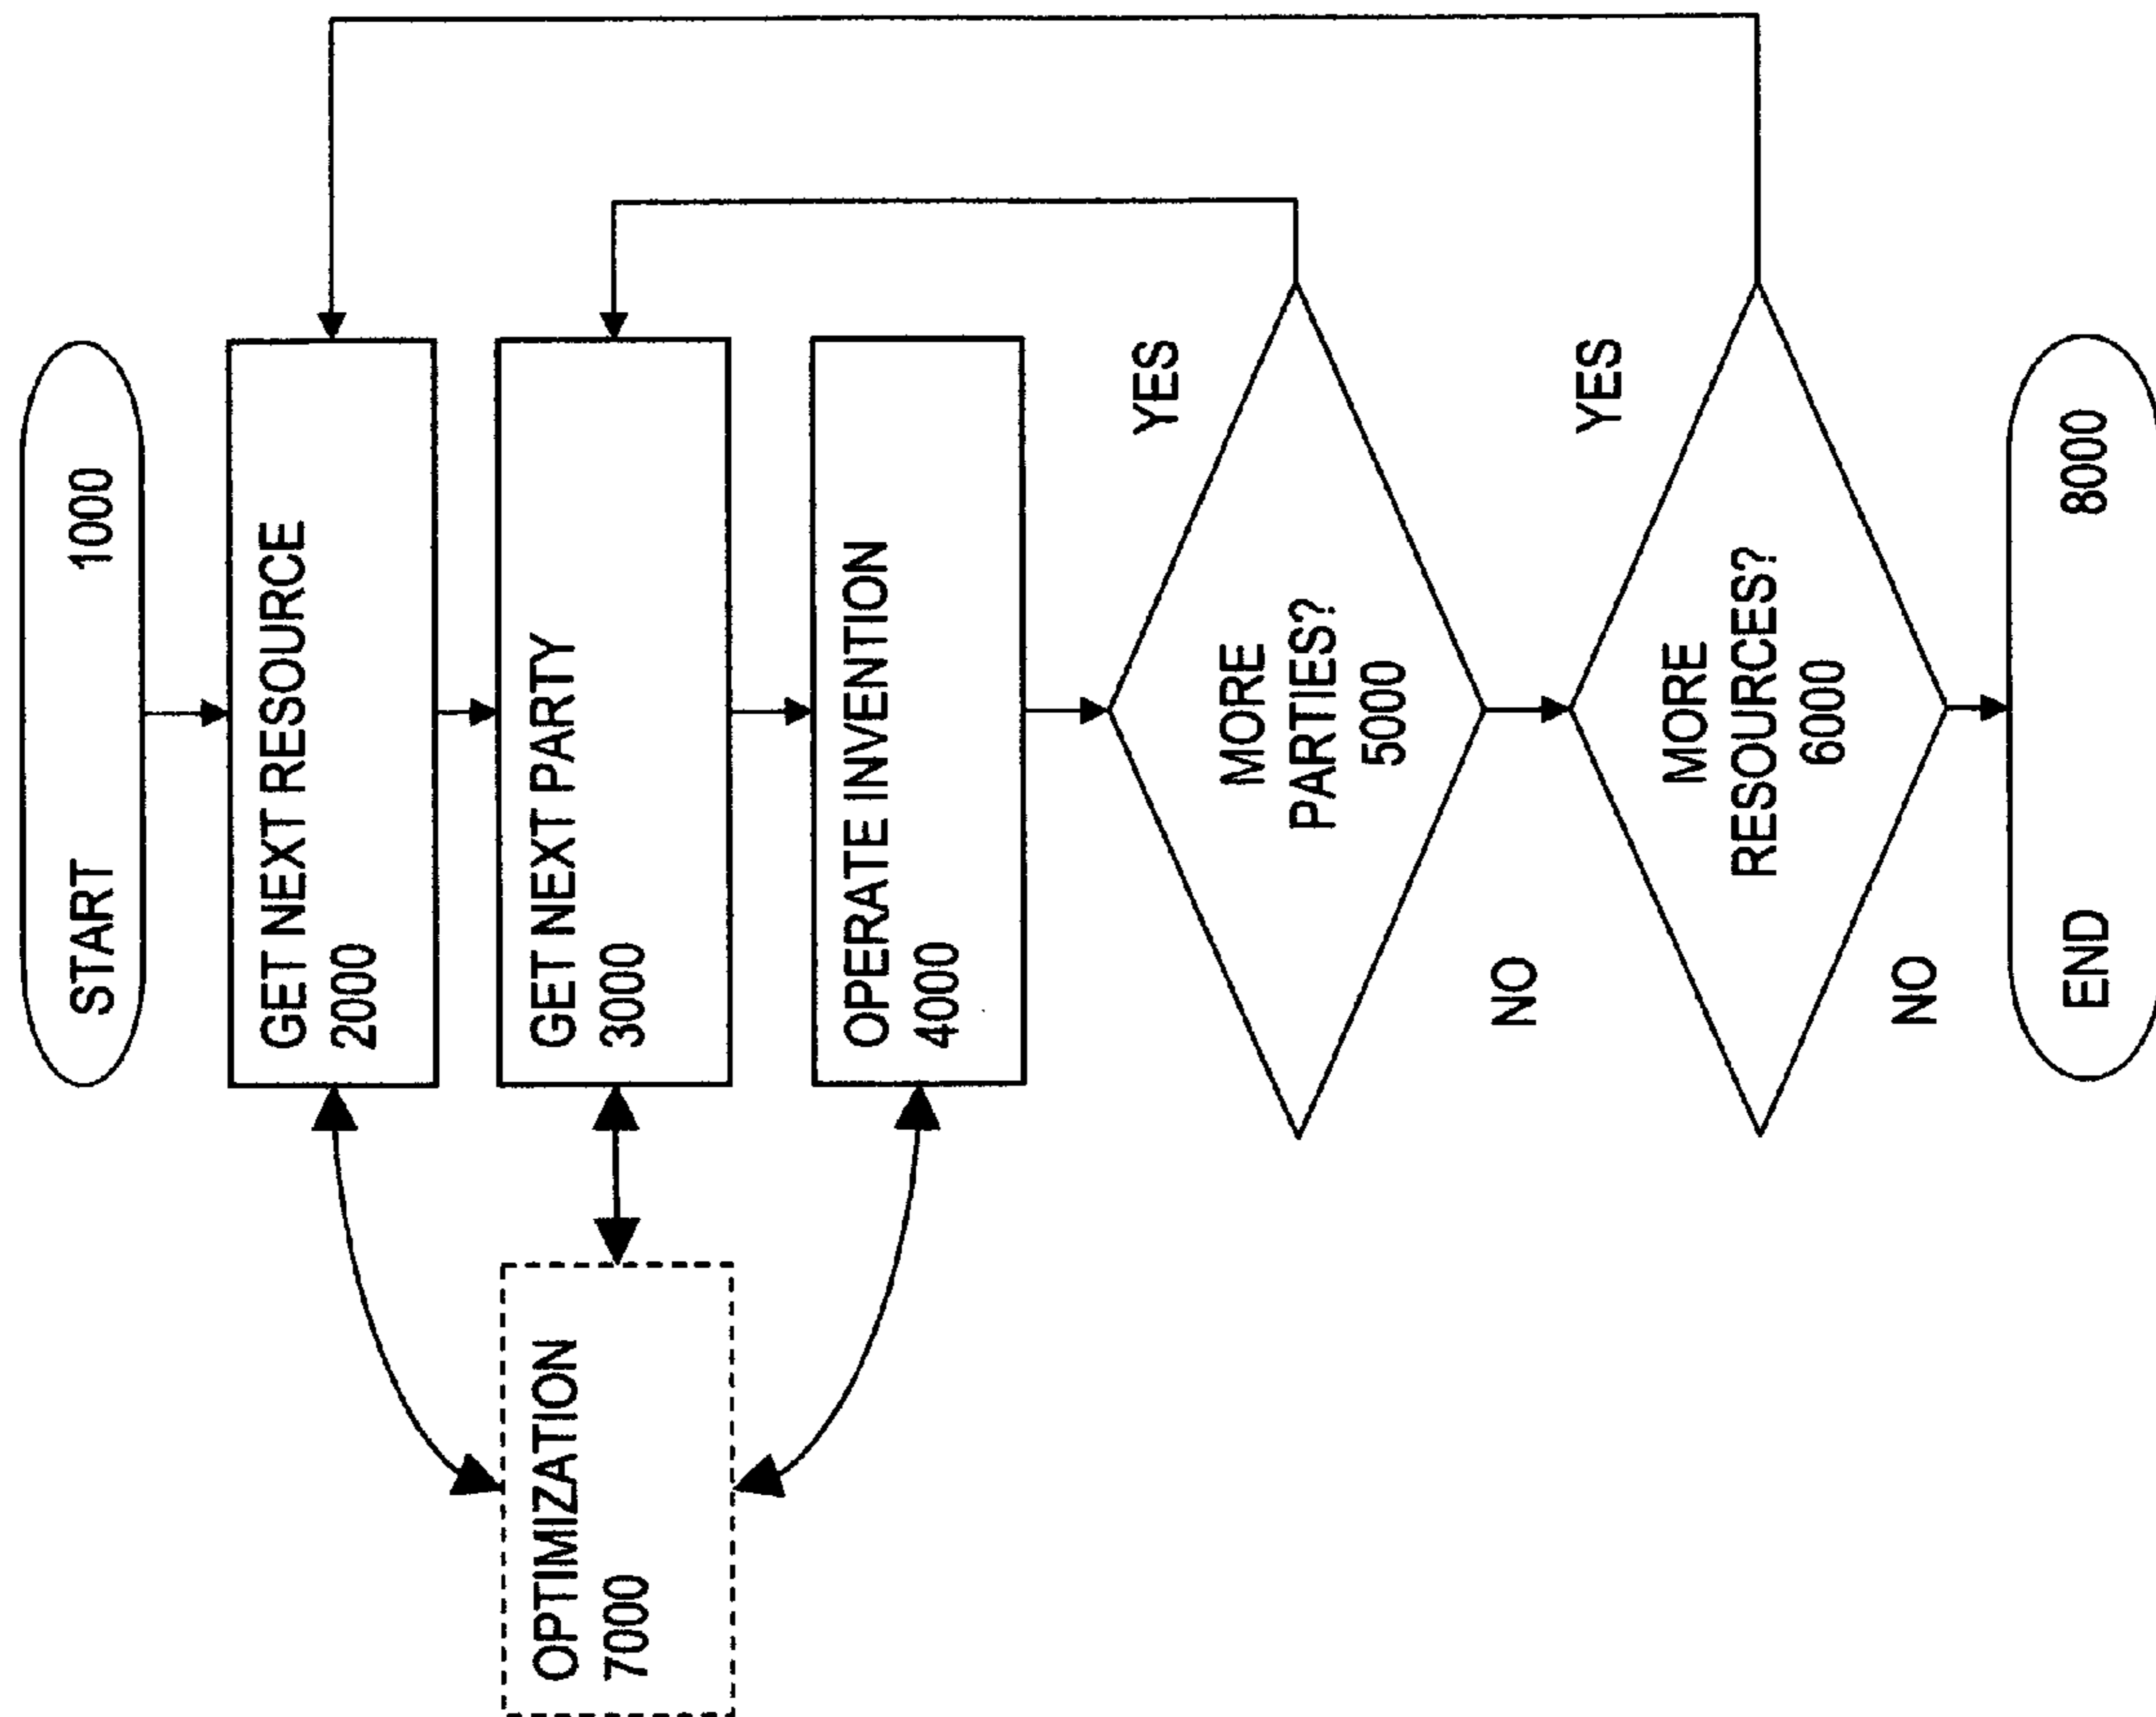 START 1000
GET NEXT RESOURCE
2000
GET NEXT PARTY
3000
OPERATE INVENTION
4000
OPTIMIZATION
7000
YES
MORE
PARTIES?
5000
NO
YES
MORE
RESOURCES?
6000
NO
END 8000